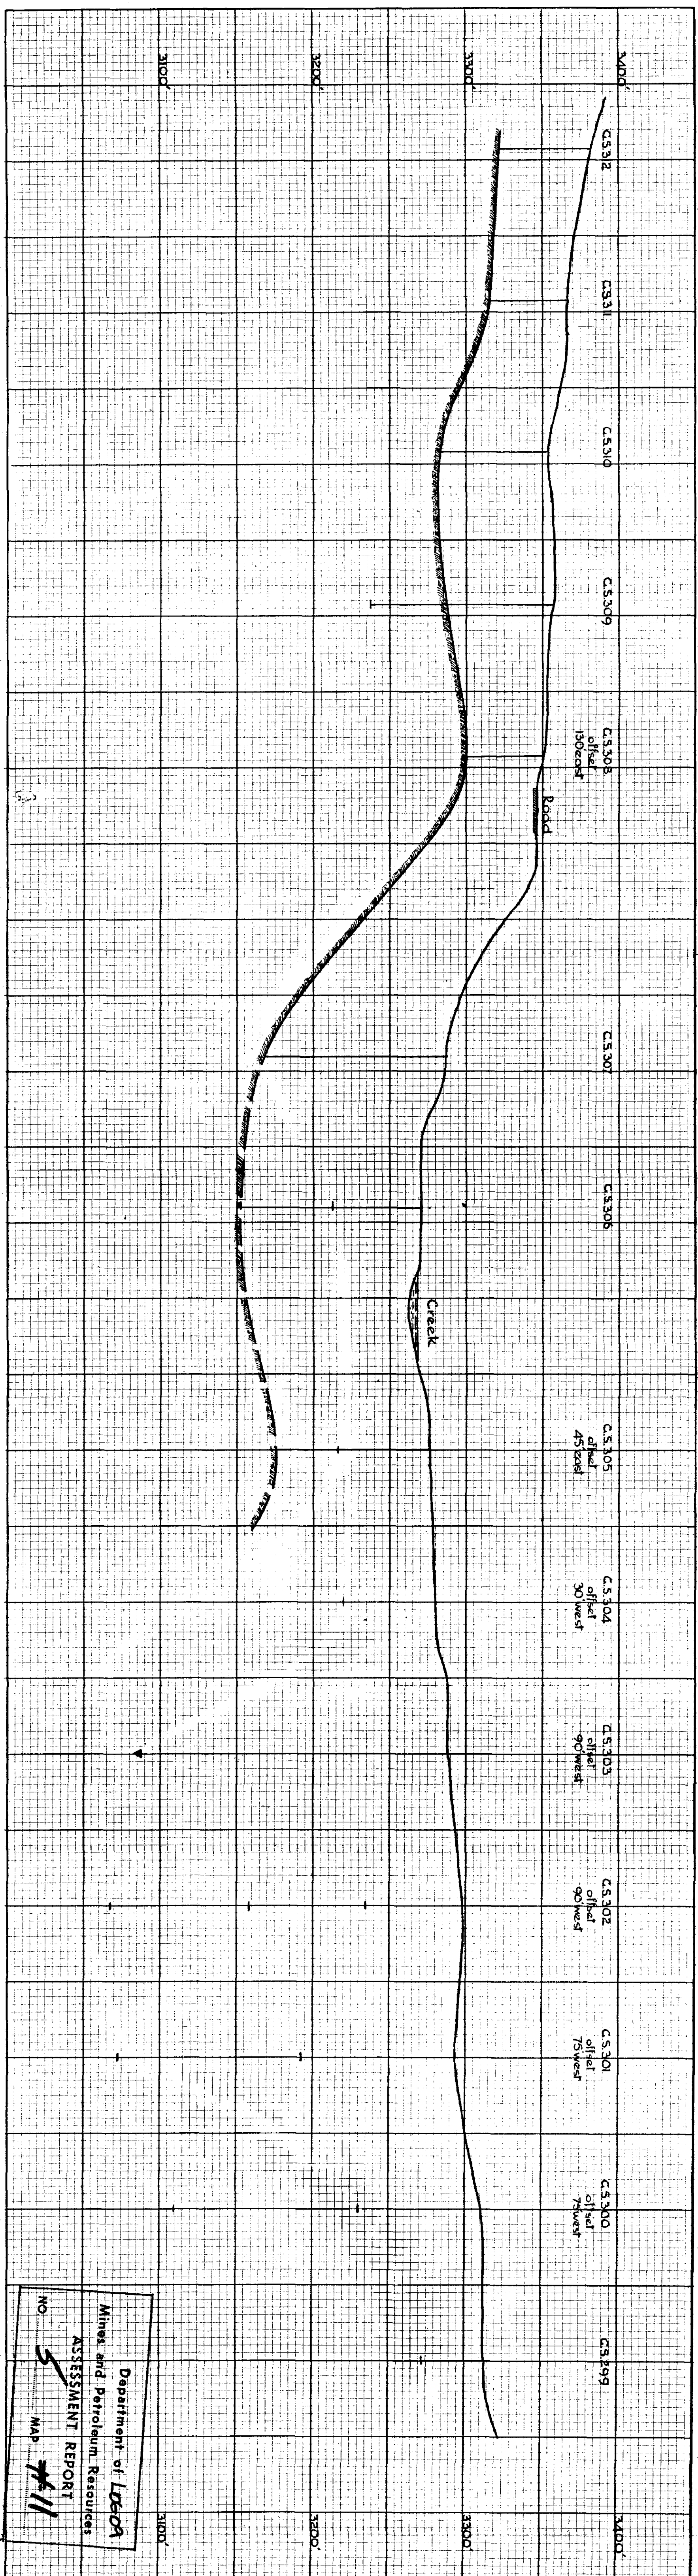 3400'
3300'
3200'
3100'
C.S.312
C.S.311
C.S.310
C.S.309
C.S.308
offset
130'east
Road
C.S.307
C.S.306
Creek
C.S.305
offset
45'east
C.S.304
offset
30'west
C.S.303
offset
90'west
C.S.302
offset
90'west
C.S.301
offset
75'west
C.S.300
offset
75'west
C.S.299
3400'
3300'
3200'
3100'
Department of
Mines and Petroleum Resources
ASSESSMENT REPORT
NO 5 MAP #11